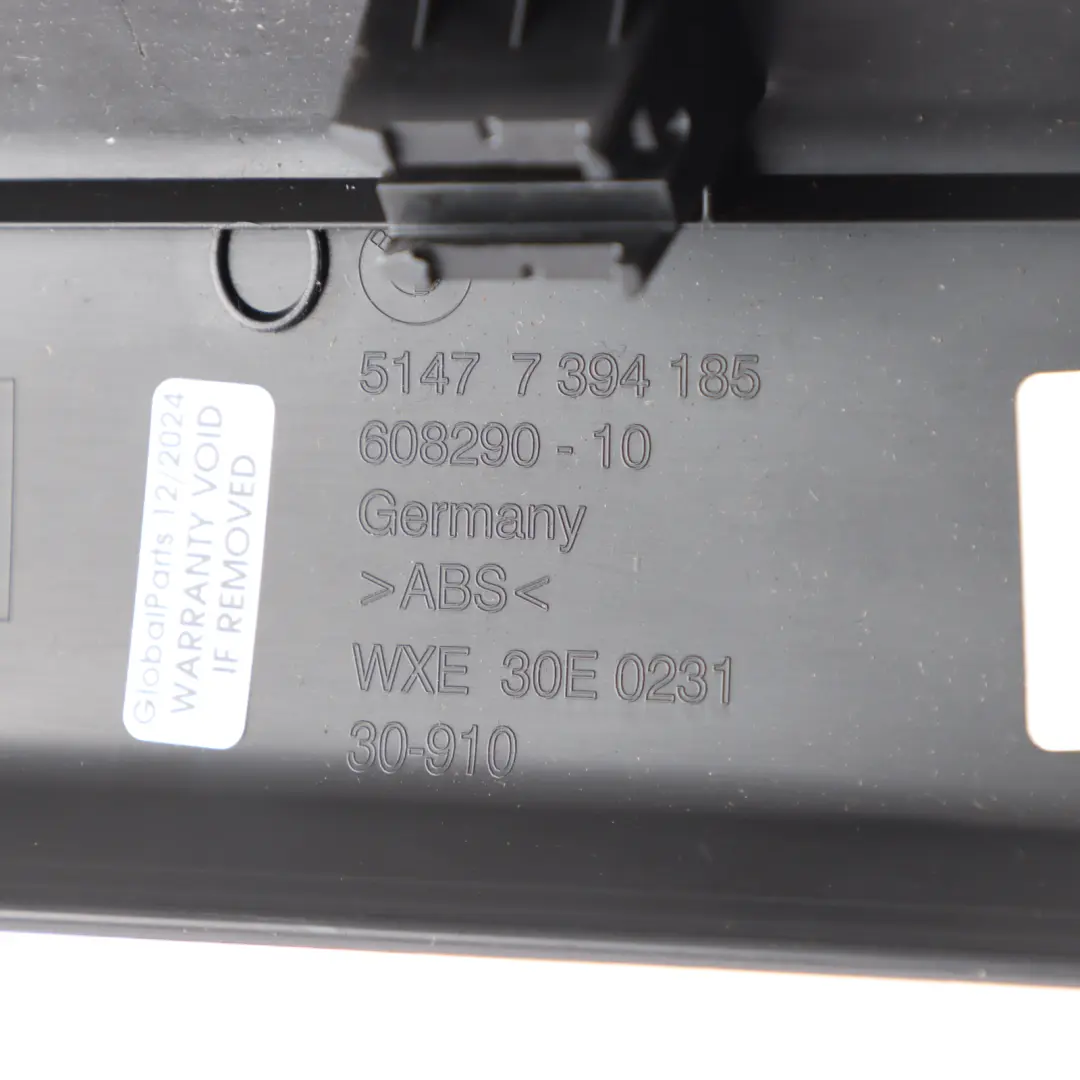 5147 7 394 185
608290 - 10
Germany
>ABS<
WXE 30E 0231
30-910
GlobalParts 12/2024
WARRANTY VOID
IF REMOVED